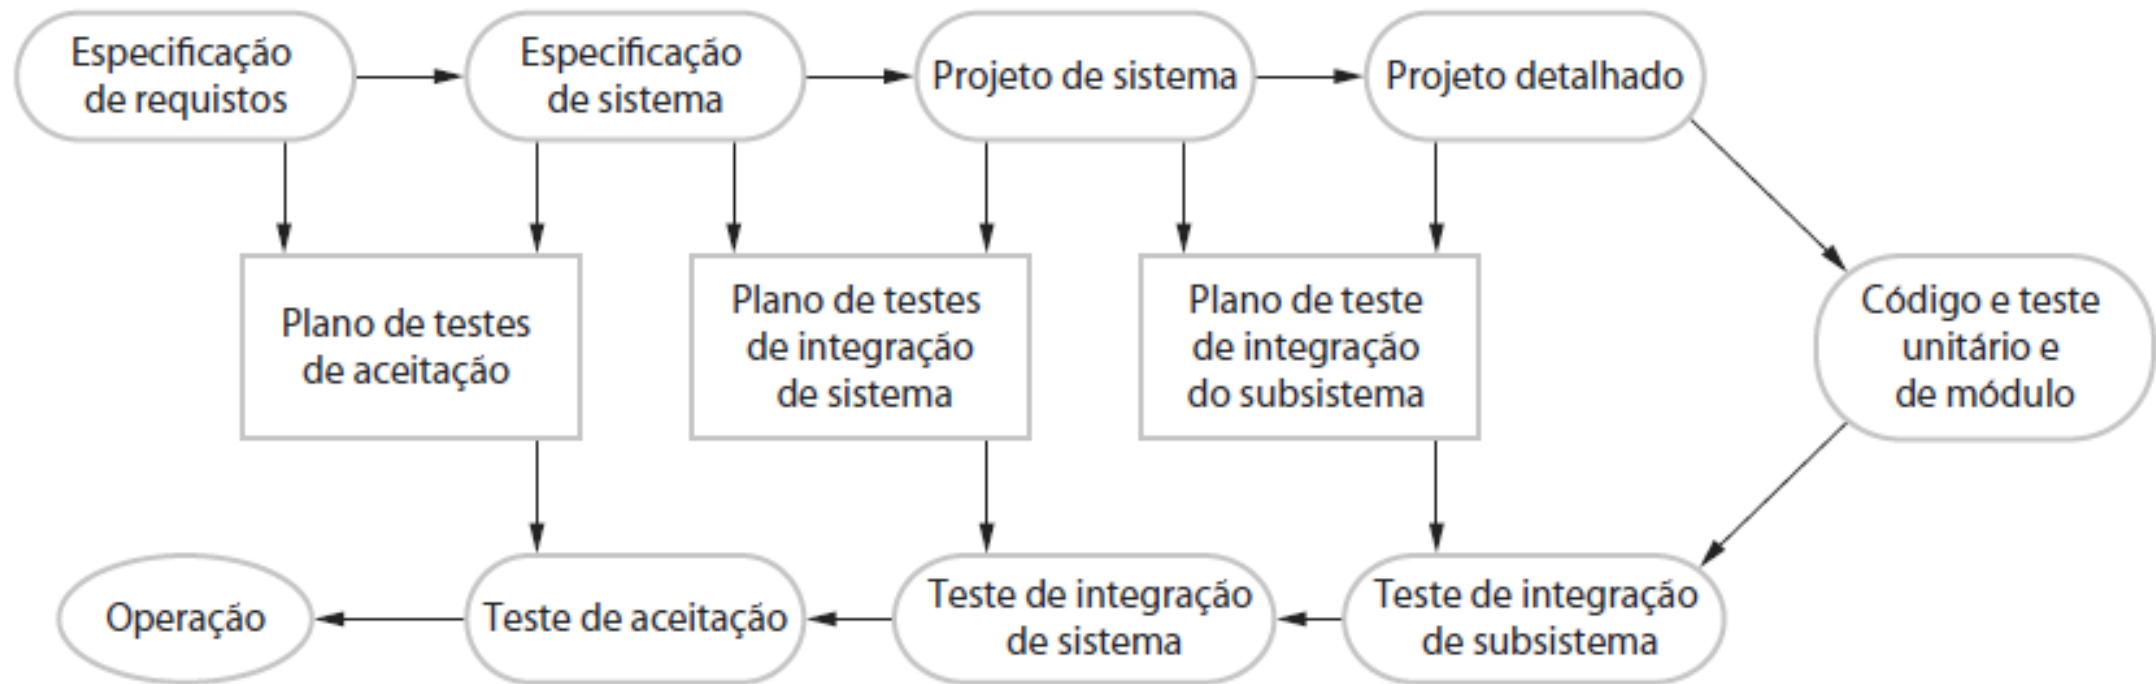 Especificação
de requistos
Especificação
de sistema
Projeto de sistema
Projeto detalhado
Plano de testes
de aceitação
Plano de testes
de integração
de sistema
Plano de teste
de integração
do subsistema
Código e teste
unitário e
de módulo
Operação
Teste de aceitação
Teste de integração
de sistema
Teste de integração
de subsistema